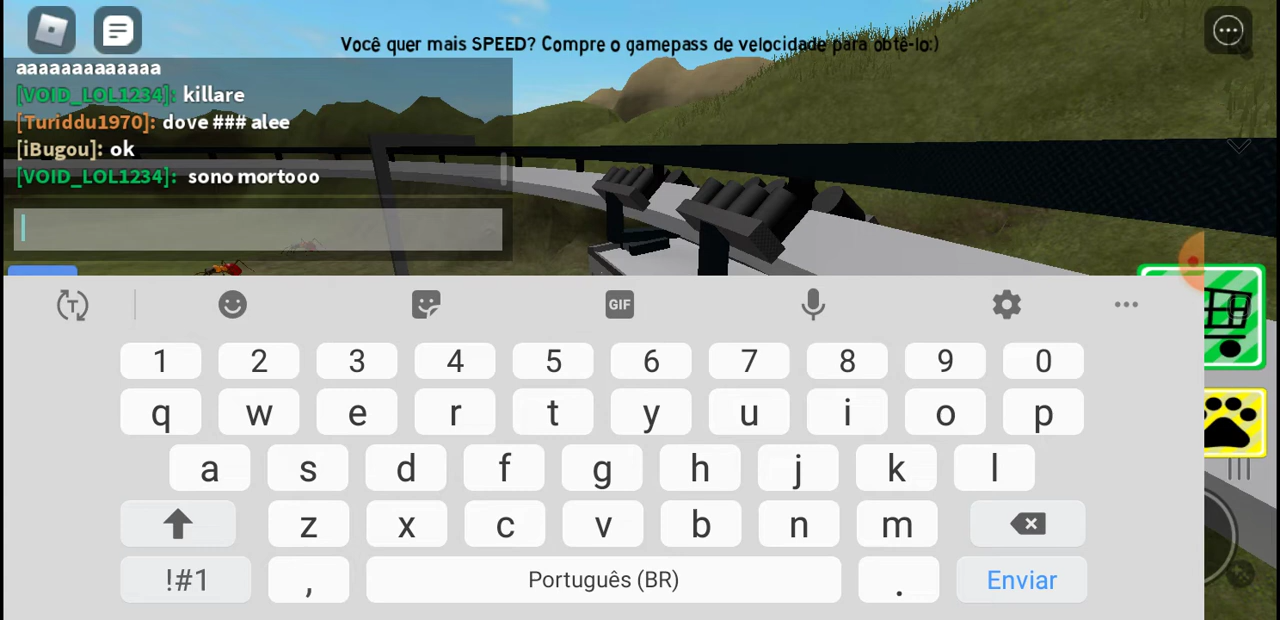 Você quer mais SPEED? Compre o gamepass de velocidade para obtê-lo:)
aaaaaaaaaaaaa
[VOID_LOL1234]: killare
[Turiddu1970]: dove ### alee
[iBugou]: ok
[VOID_LOL1234]: sono mortooo
T GIF
1 2 3 4 5 6 7 8 9 0
q w e r t y u i o p
a s d f g h j k l
z x c v b n m
!#1 , Português (BR) . Enviar